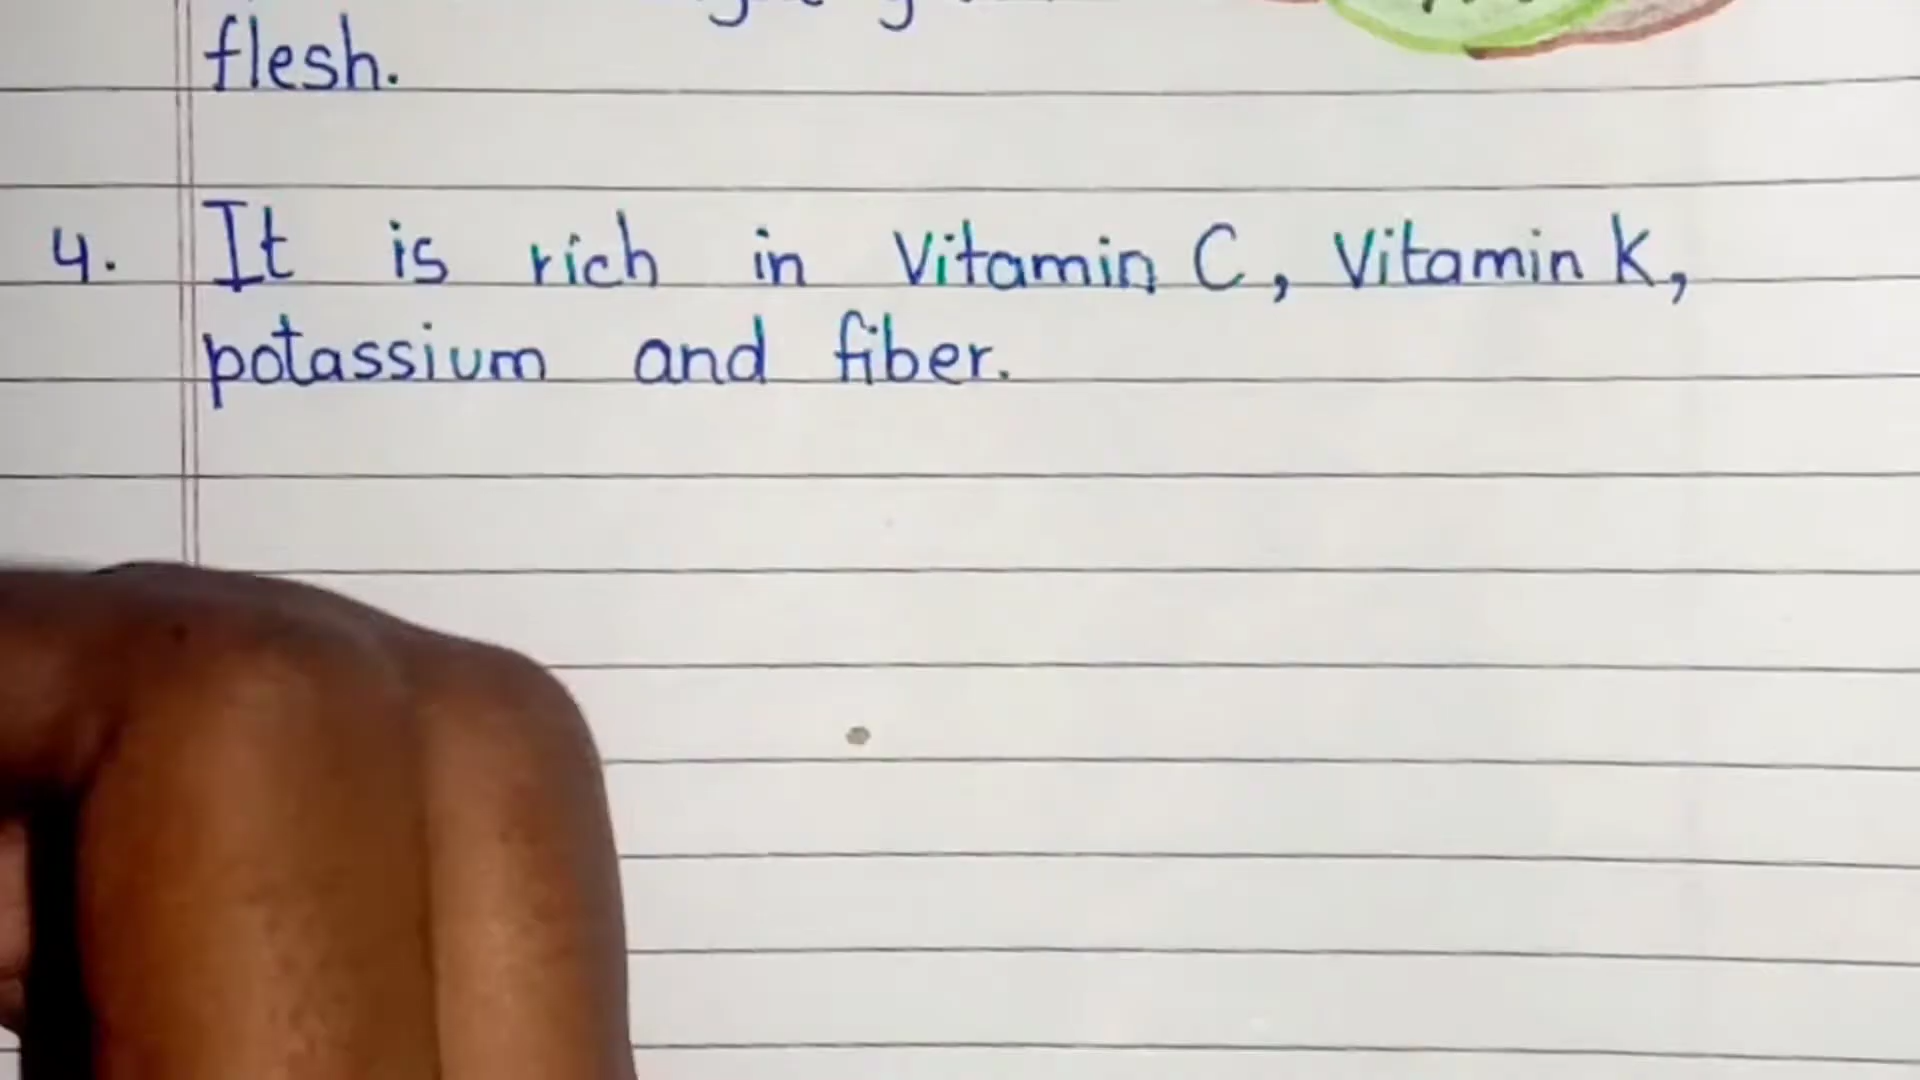 flesh.
4. It is rich in Vitamin C, Vitamin K,
potassium and fiber.